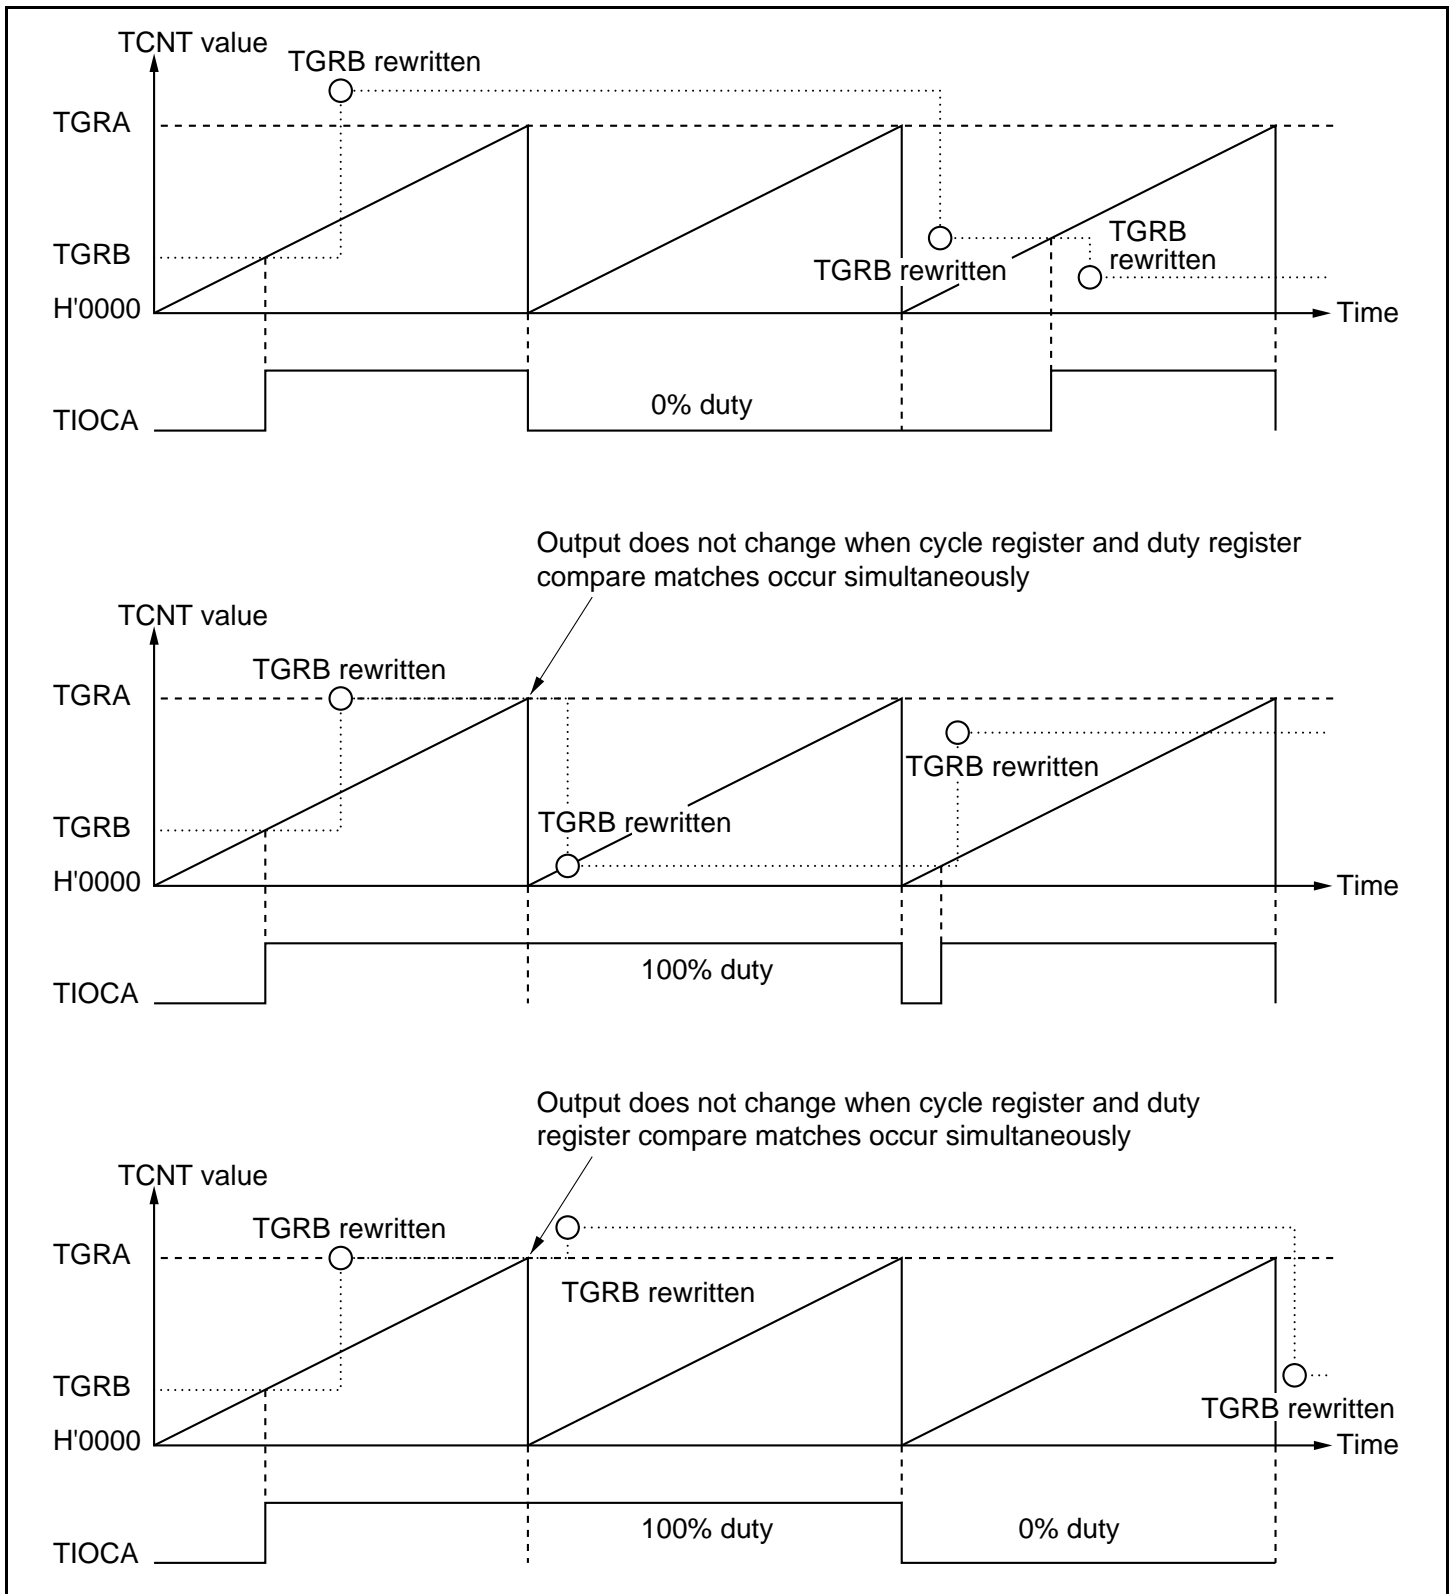 TCNT value
TGRB rewritten
TGRA
TGRB
rewritten
TGRB
TGRB rewritten
H'0000
Time
0% duty
TIOCA
Output does not change when cycle register and duty register
compare matches occur simultaneously
TCNT value
TGRB rewritten
TGRA
TGRB rewritten
TGRB
TGRB rewritten
H'0000
Time
100% duty
TIOCA
Output does not change when cycle register and duty
register compare matches occur simultaneously
TCNT value
TGRB rewritten
TGRA
TGRB rewritten
TGRB
TGRB rewritten
H'0000
Time
100% duty
0% duty
TIOCA